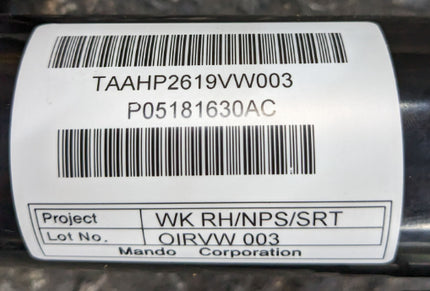 TAAHP2619VW003
P05181630AC
Project WK RH/NPS/SRT
Lot No. OIRVW 003
Mando Corporation